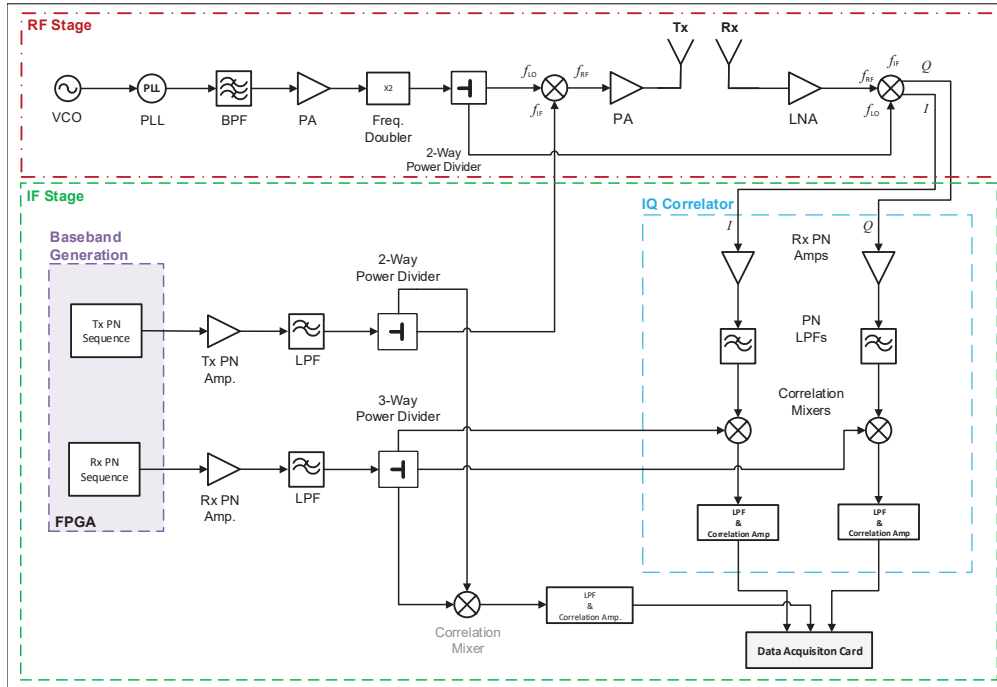 RF Stage
Tx
Rx
VCO
PLL
PLL
BPF
PA
X2
Freq.
Doubler
2-Way
Power Divider
fLO
fIF
fRF
PA
LNA
fRF
fLO
fIF
Q
I
IF Stage
IQ Correlator
I
Q
Rx PN
Amps
PN
LPFs
Correlation
Mixers
LPF
&
Correlation Amp
LPF
&
Correlation Amp
Baseband
Generation
Tx PN
Sequence
Tx PN
Amp.
LPF
2-Way
Power Divider
3-Way
Power Divider
Rx PN
Sequence
FPGA
Rx PN
Amp.
LPF
Correlation
Mixer
LPF
&
Correlation Amp.
Data Acquisiton Card